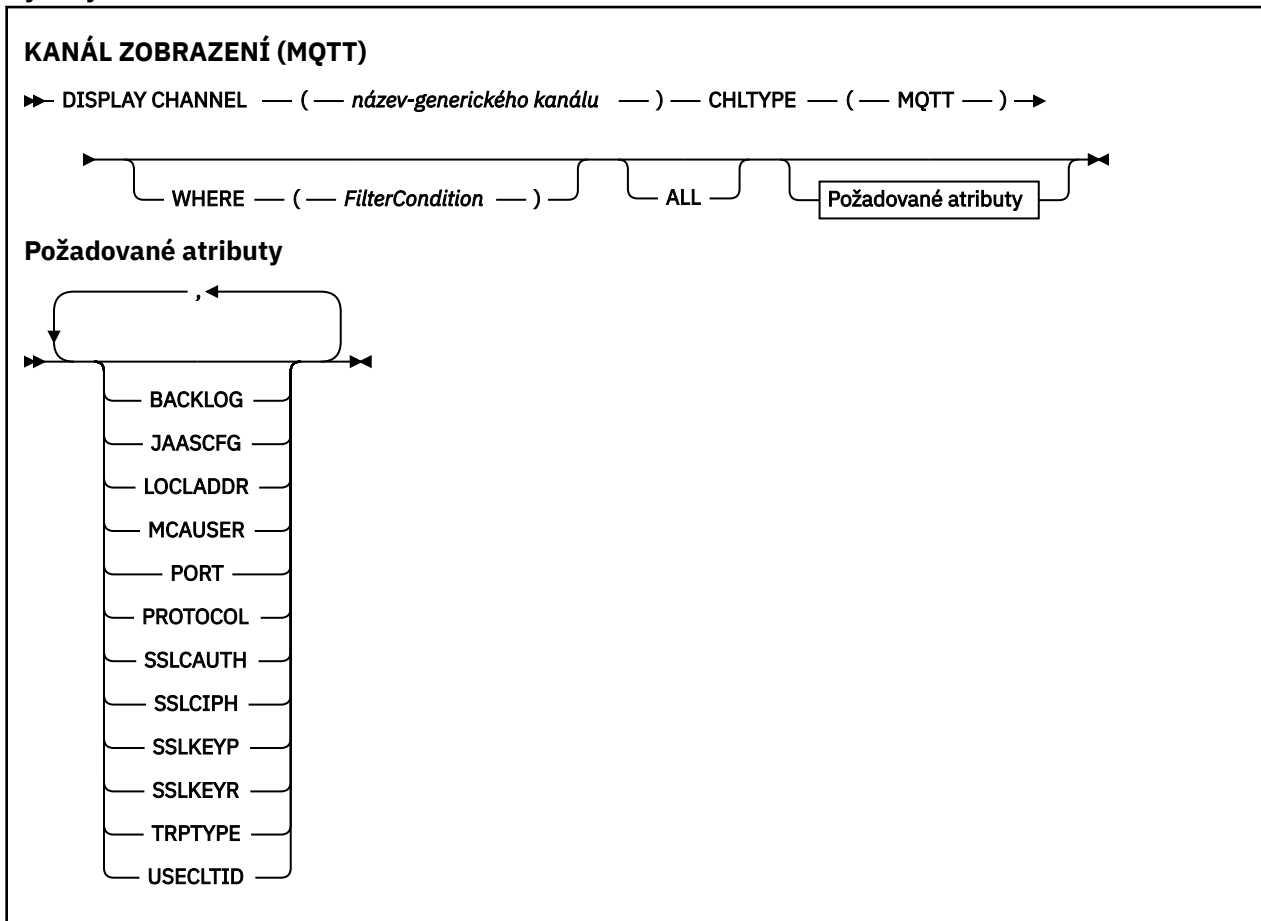 KANÁL ZOBRAZENÍ (MQTT)
DISPLAY CHANNEL ( název-generického kanálu ) CHLTYPE ( MQTT )
WHERE ( FilterCondition ) ALL Požadované atributy
Požadované atributy
,
BACKLOG
JAASCFG
LOCLADDR
MCAUSER
PORT
PROTOCOL
SSLCAUTH
SSLCIPH
SSLKEYP
SSLKEYR
TRPTYPE
USECLTID